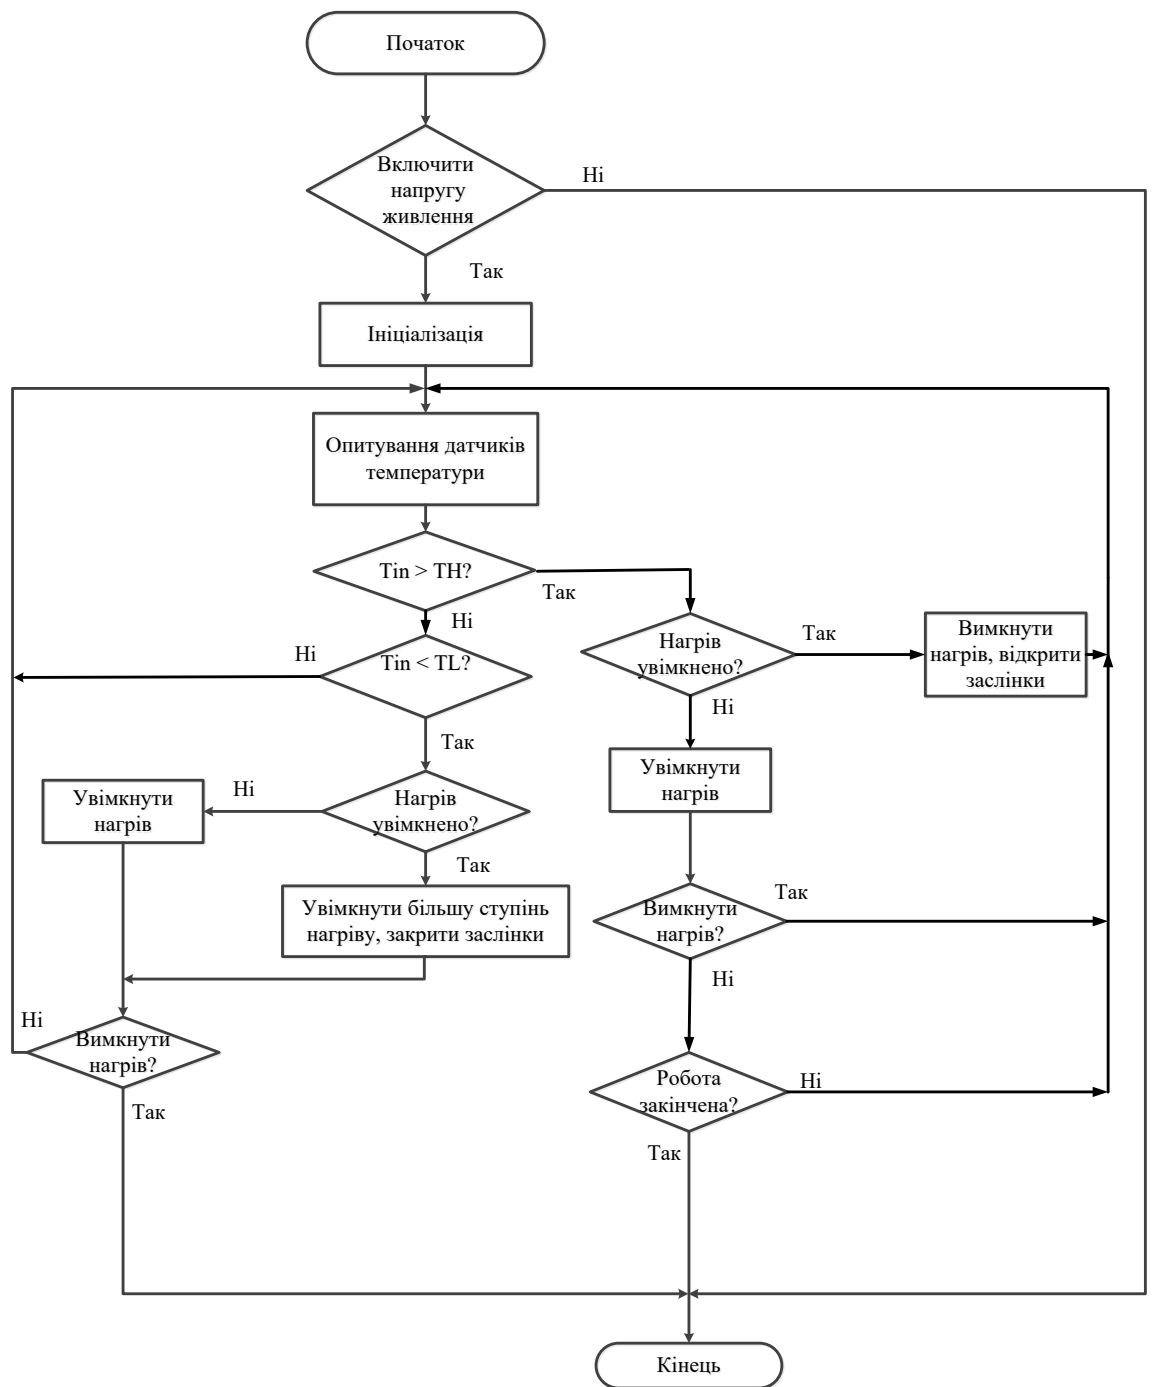 Початок
Включити
напругу
живлення
Ні
Так
Ініціалізація
Опитування датчиків
температури
Tin > TH?
Так
Ні
Tin < TL?
Ні
Так
Нагрів
увімкнено?
Так
Ні
Вимкнути
нагрів, відкрити
заслінки
Увімкнути
нагрів
Увімкнути
нагрів
Ні
Нагрів
увімкнено?
Так
Увімкнути більшу ступінь
нагріву, закрити заслінки
Вимкнути
нагрів?
Так
Ні
Ні
Вимкнути
нагрів?
Так
Робота
закінчена?
Ні
Так
Кінець